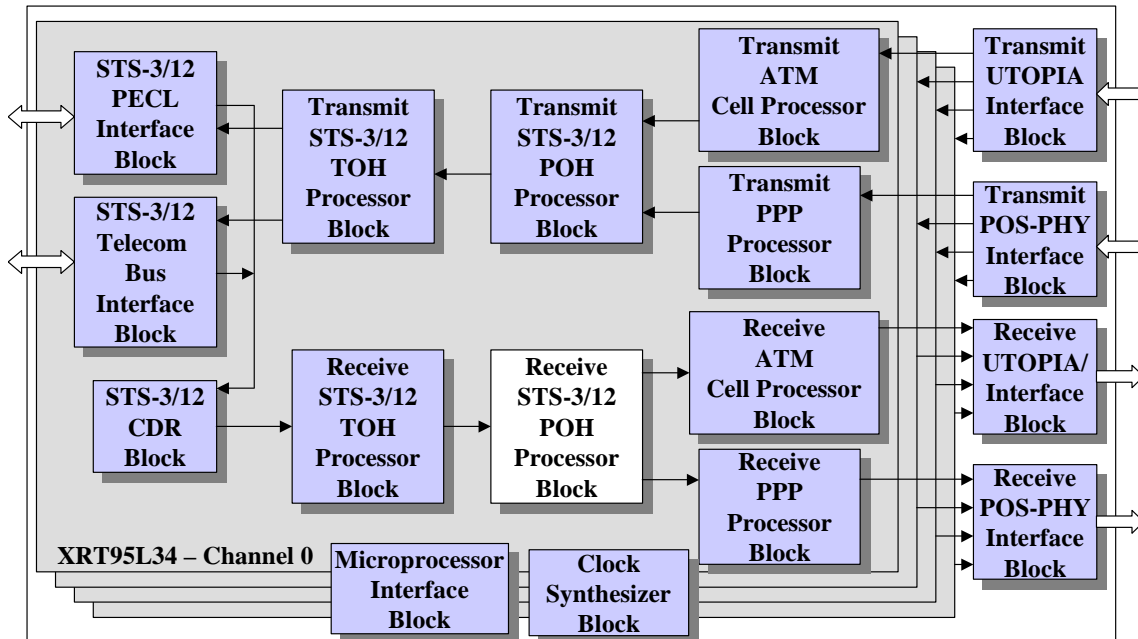 STS-3/12
PECL
Interface
Block
Transmit
STS-3/12
TOH
Processor
Block
Transmit
STS-3/12
POH
Processor
Block
Transmit
ATM
Cell Processor
Block
Transmit
UTOPIA
Interface
Block
STS-3/12
Telecom
Bus
Interface
Block
Transmit
PPP
Processor
Block
Transmit
POS-PHY
Interface
Block
STS-3/12
CDR
Block
Receive
STS-3/12
TOH
Processor
Block
Receive
STS-3/12
POH
Processor
Block
Receive
ATM
Cell Processor
Block
Receive
UTOPIA/
Interface
Block
Receive
PPP
Processor
Block
Receive
POS-PHY
Interface
Block
XRT95L34 – Channel 0
Microprocessor
Interface
Block
Clock
Synthesizer
Block